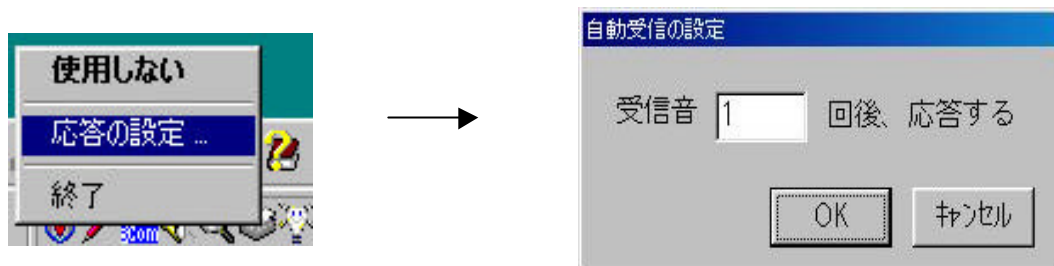 使用しない
応答の設定 ...
終了
3Com
自動受信の設定
受信音 1 回後、応答する
OK キャンセル